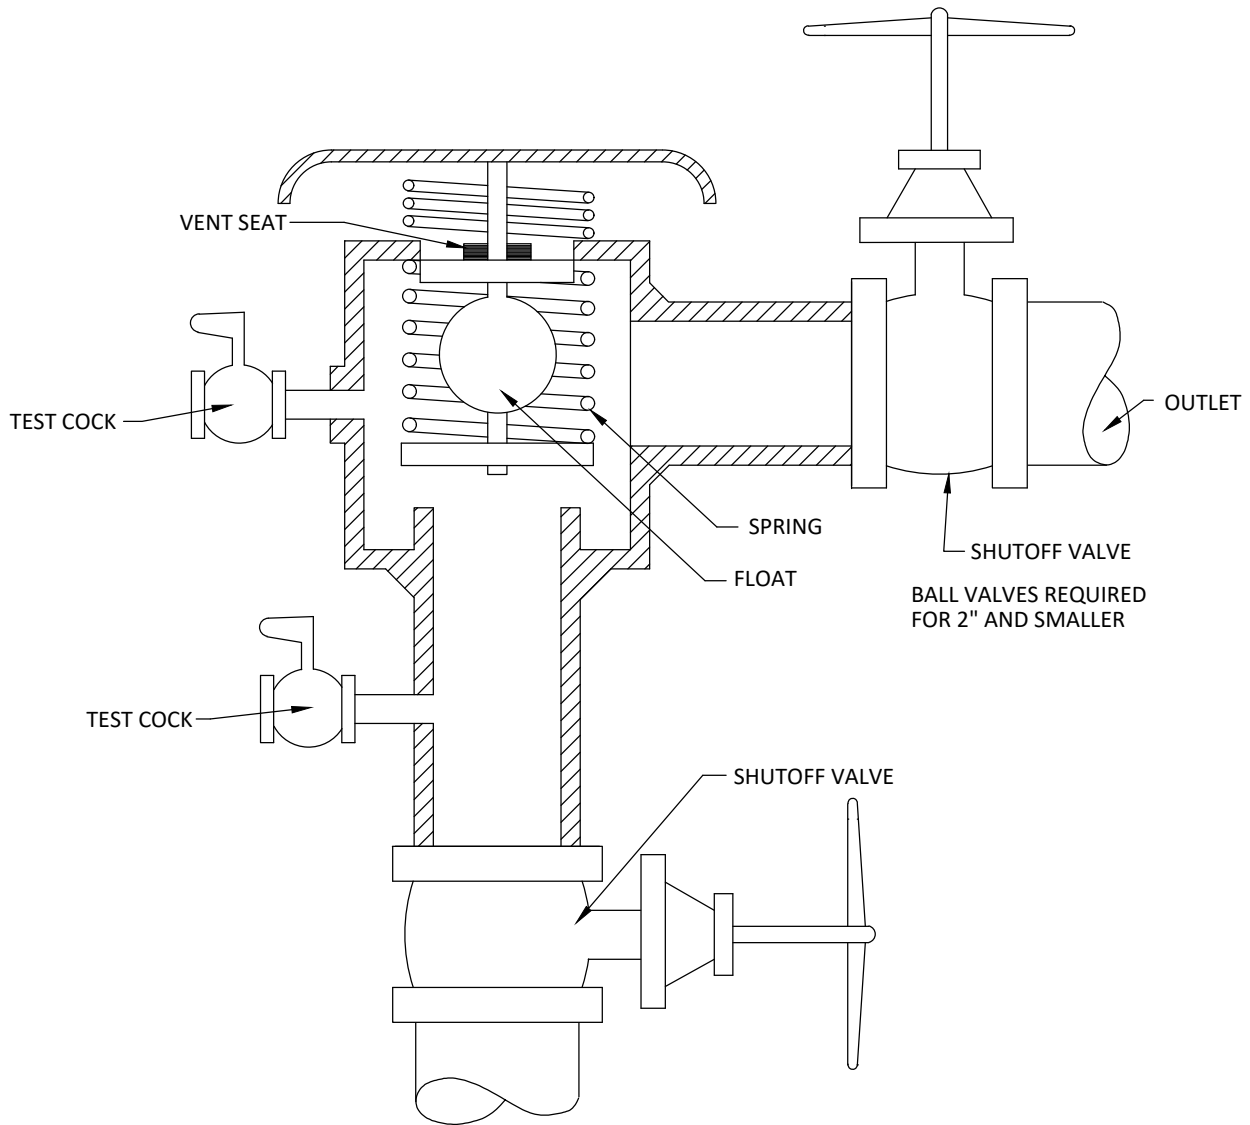 VENT SEAT
TEST COCK
OUTLET
SPRING
SHUTOFF VALVE
FLOAT
BALL VALVES REQUIRED
FOR 2" AND SMALLER
TEST COCK
SHUTOFF VALVE